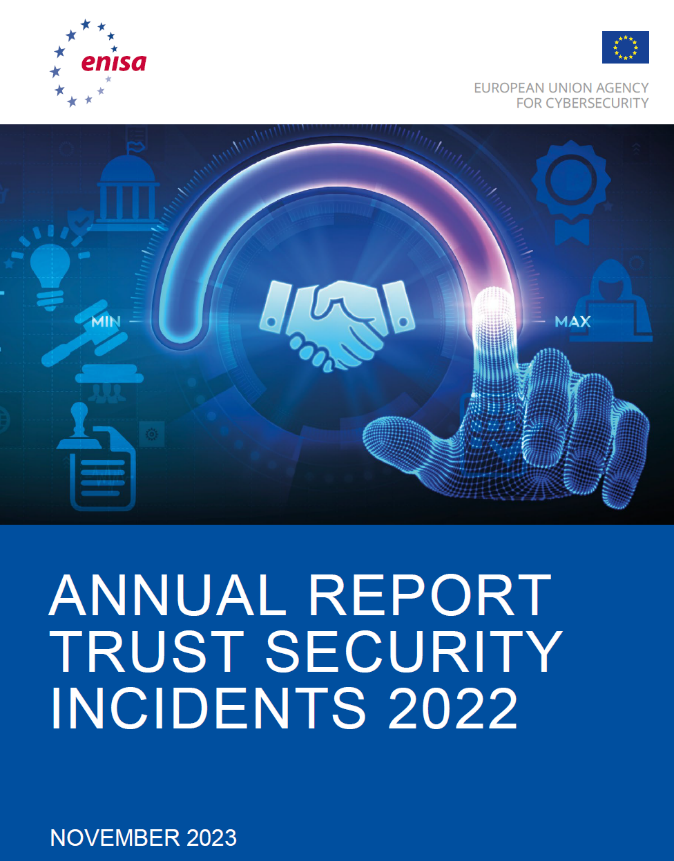 enisa
EUROPEAN UNION AGENCY
FOR CYBERSECURITY
MIN
MAX
ANNUAL REPORT
TRUST SECURITY
INCIDENTS 2022
NOVEMBER 2023